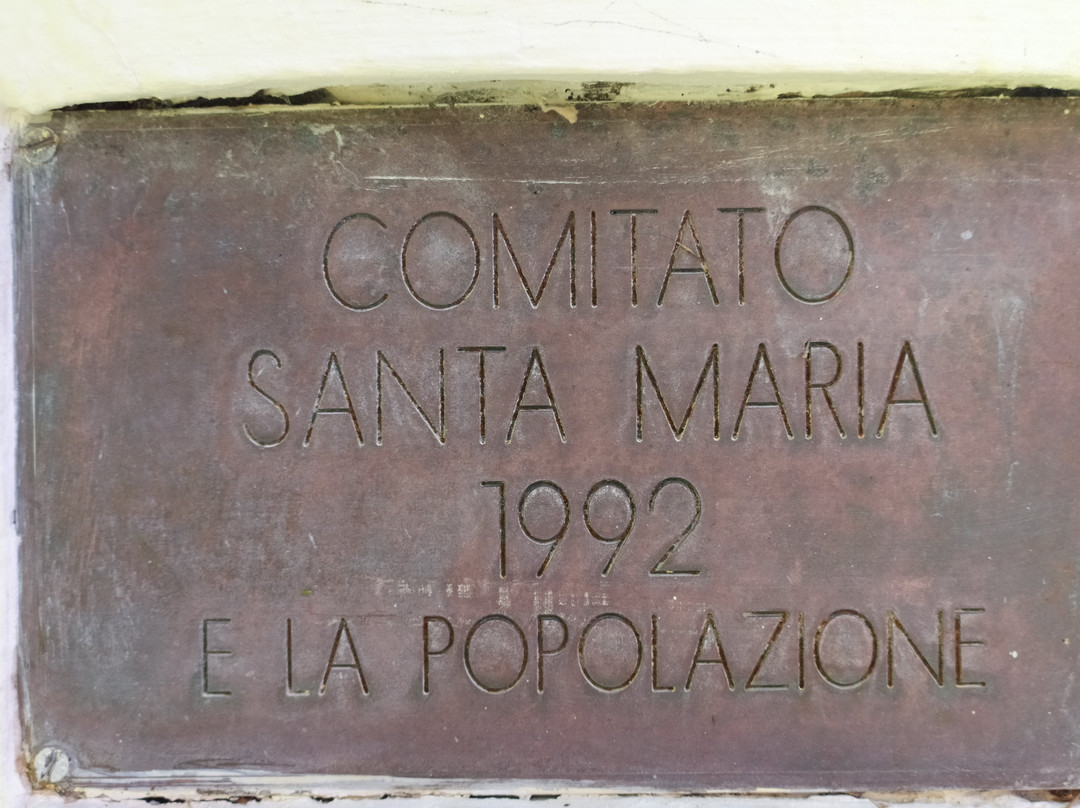 COMITATO
SANTA MARIA
1992
E LA POPOLAZIONE